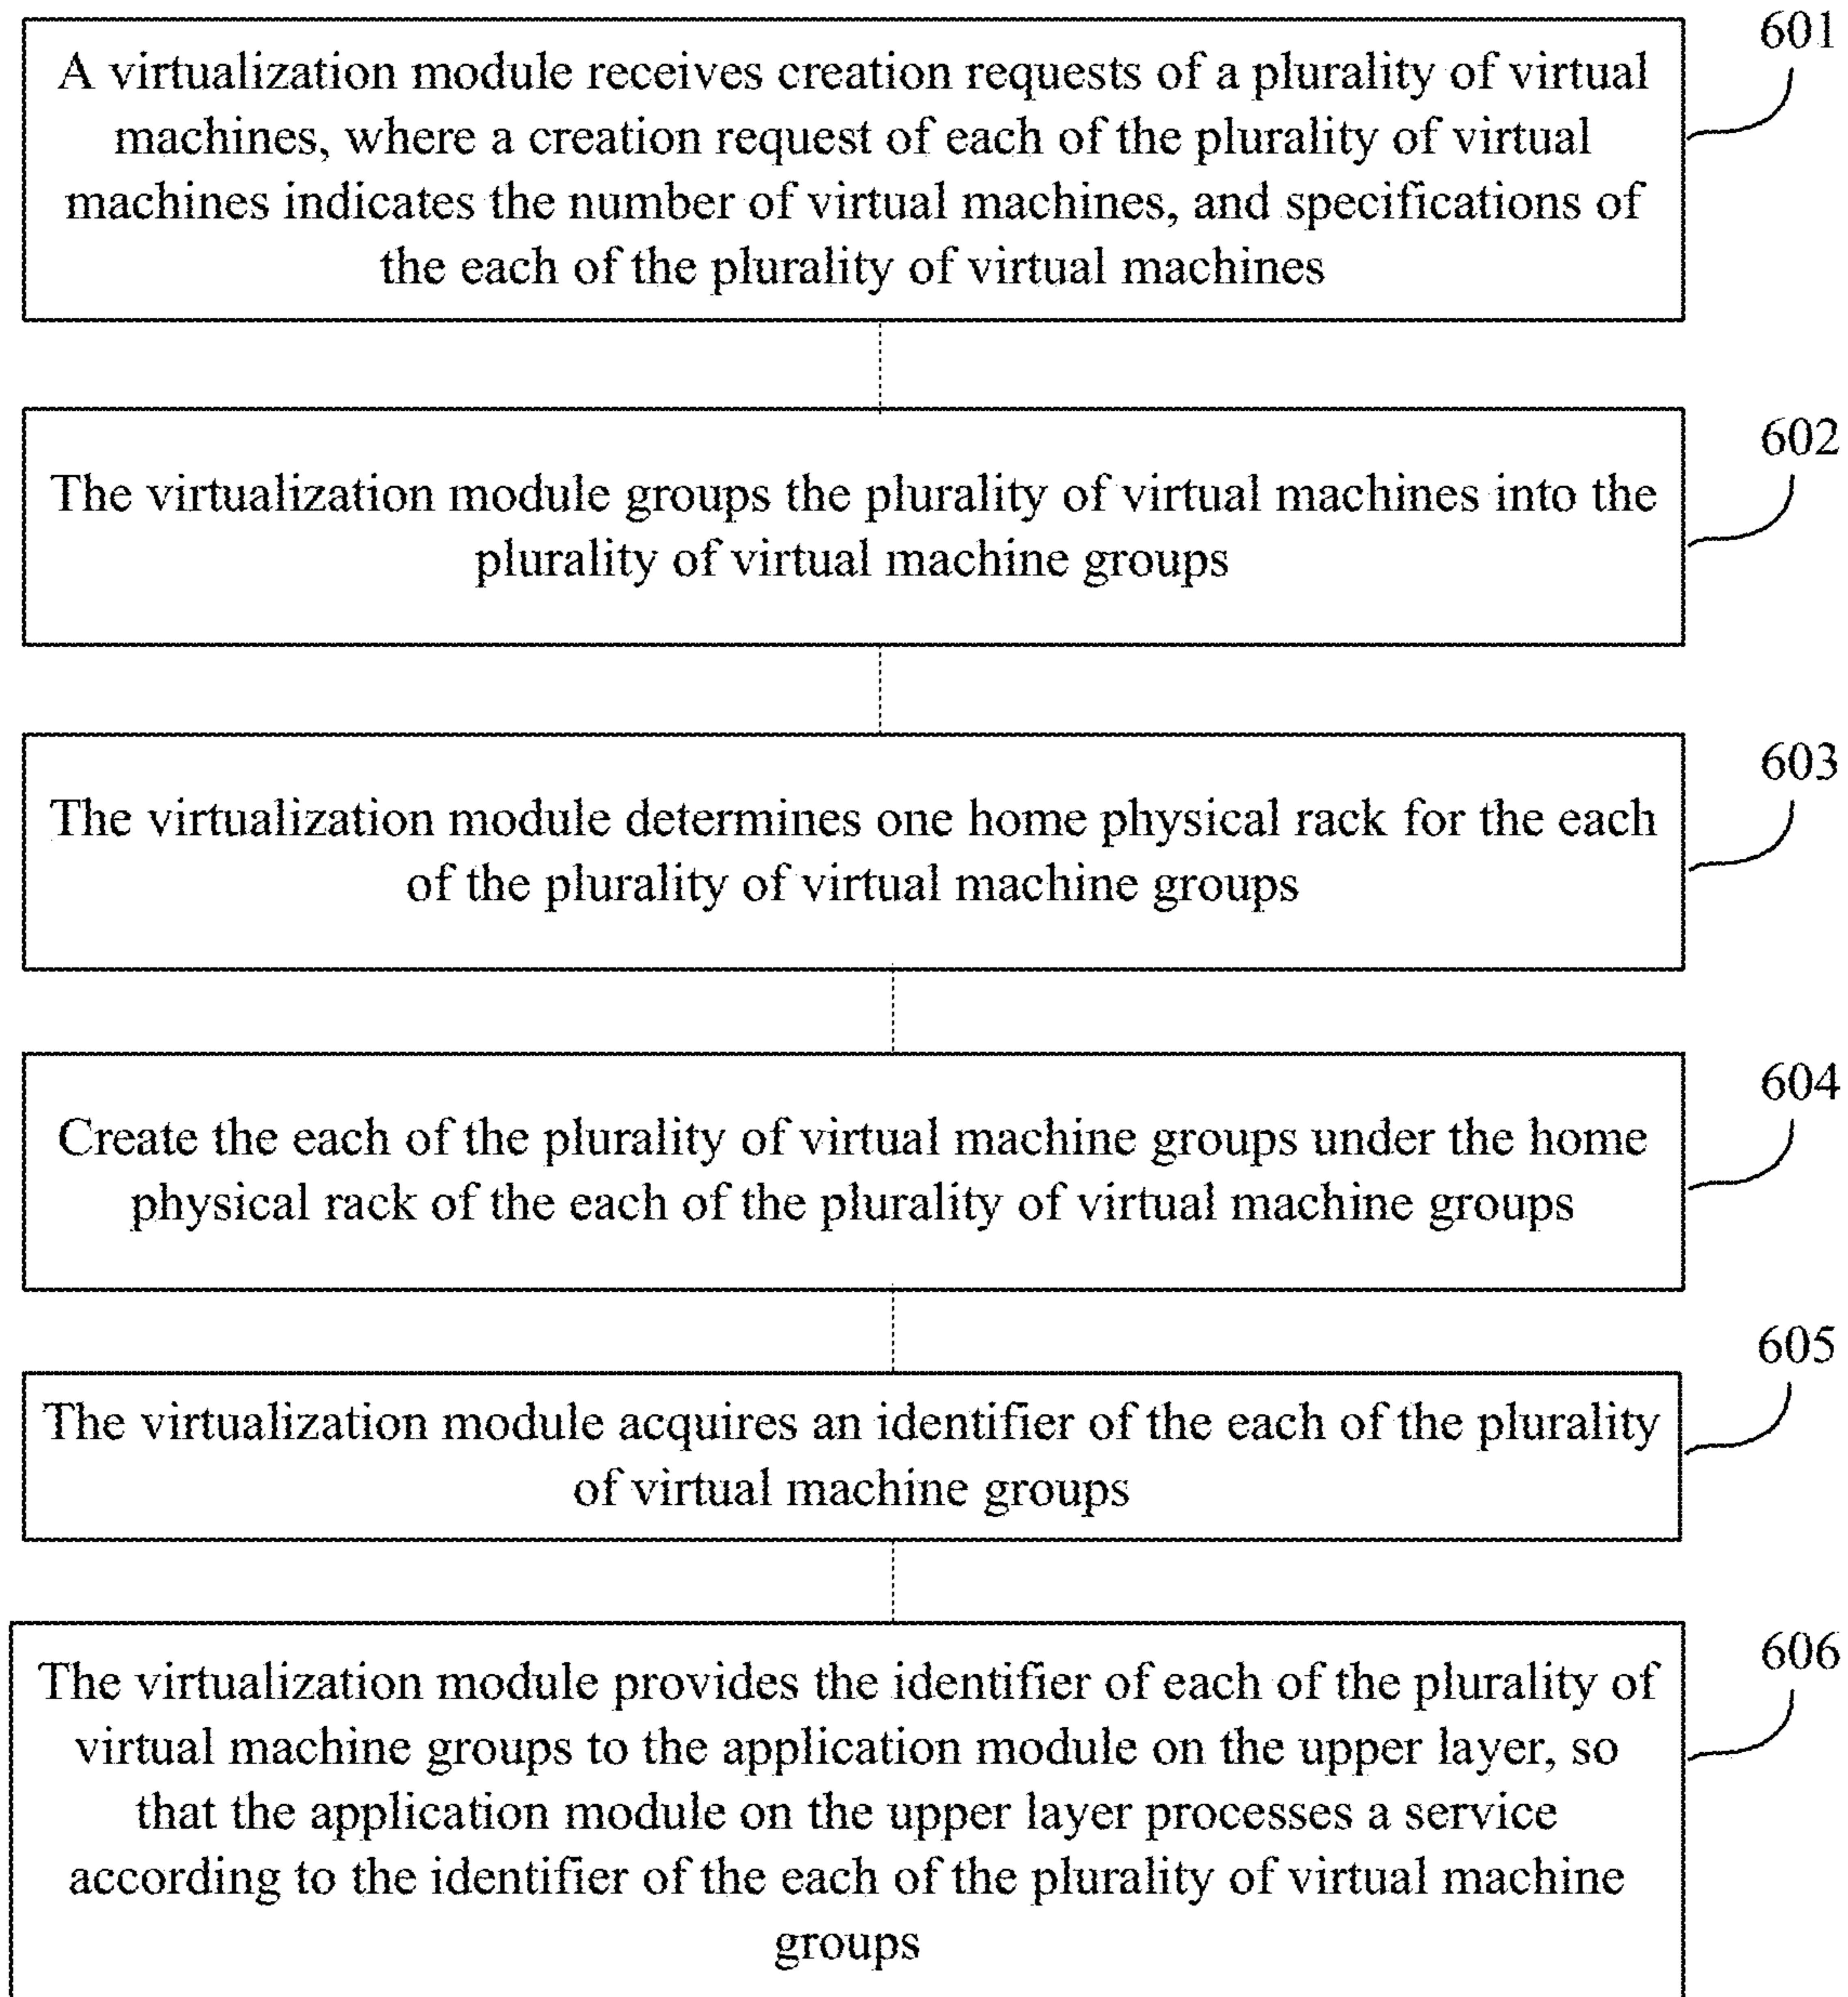 601
A virtualization module receives creation requests of a plurality of virtual
machines, where a creation request of each of the plurality of virtual
machines indicates the number of virtual machines, and specifications of
the each of the plurality of virtual machines
602
The virtualization module groups the plurality of virtual machines into the
plurality of virtual machine groups
603
The virtualization module determines one home physical rack for the each
of the plurality of virtual machine groups
604
Create the each of the plurality of virtual machine groups under the home
physical rack of the each of the plurality of virtual machine groups
605
The virtualization module acquires an identifier of the each of the plurality
of virtual machine groups
606
The virtualization module provides the identifier of each of the plurality of
virtual machine groups to the application module on the upper layer, so
that the application module on the upper layer processes a service
according to the identifier of the each of the plurality of virtual machine
groups